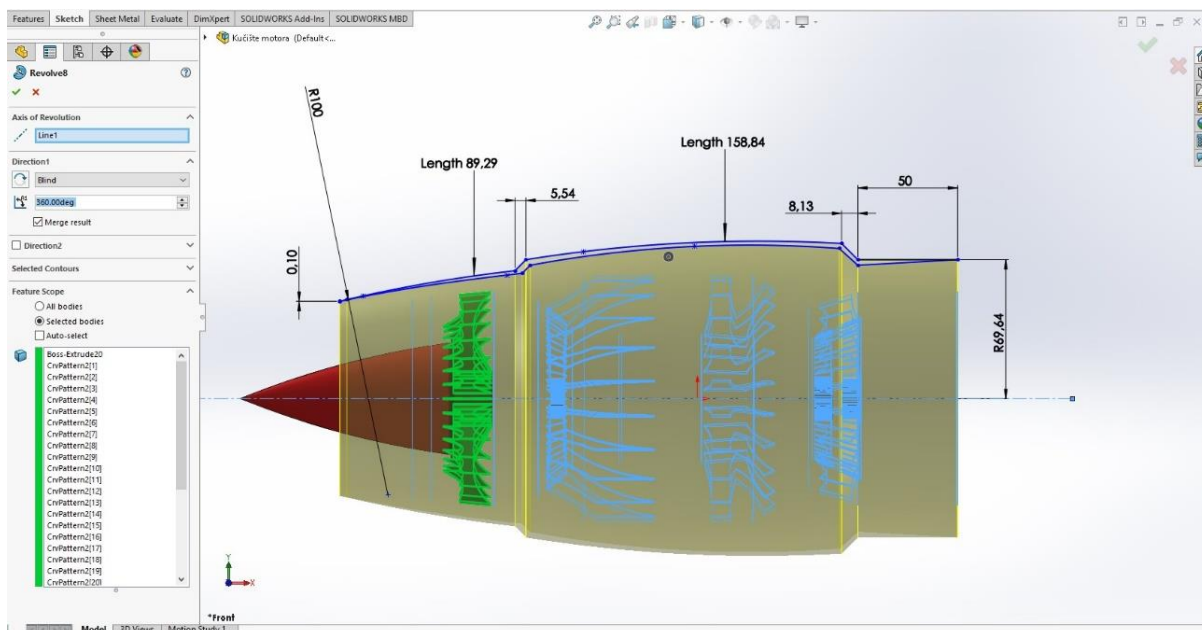 Features Sketch Sheet Metal Evaluate DimXpert SOLIDWORKS Add-Ins SOLIDWORKS MBD
Kućište motora (Default<...
Revolve8
Axis of Revolution
Line1
Direction1
Blind
360.00deg
Merge result
Direction2
Selected Contours
Feature Scope
All bodies
Selected bodies
Auto-select
Boss-Extrude20
CrvPattern2[1]
CrvPattern2[2]
CrvPattern2[3]
CrvPattern2[4]
CrvPattern2[5]
CrvPattern2[6]
CrvPattern2[7]
CrvPattern2[8]
CrvPattern2[9]
CrvPattern2[10]
CrvPattern2[11]
CrvPattern2[12]
CrvPattern2[13]
CrvPattern2[14]
CrvPattern2[15]
CrvPattern2[16]
CrvPattern2[17]
CrvPattern2[18]
CrvPattern2[19]
CrvPattern2[20]
R100
Length 89,29
5,54
Length 158,84
8,13
50
0,10
R69,64
Y
X
*Front
Model 3D Views Motion Study 1